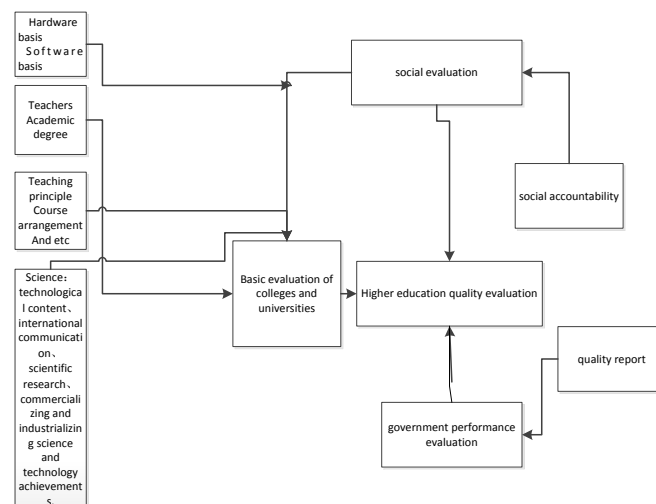 Hardware
basis
Software
basis
Teachers
Academic
degree
Teaching
principle
Course
arrangement
And etc
Science：
technologica
l content、
international
communicati
on、
scientific
research、
commerciali
zing and
industrializin
g science
and
technology
achievement
s.
social evaluation
social accountability
Basic evaluation of
colleges and
universities
Higher education quality evaluation
quality report
government performance
evaluation